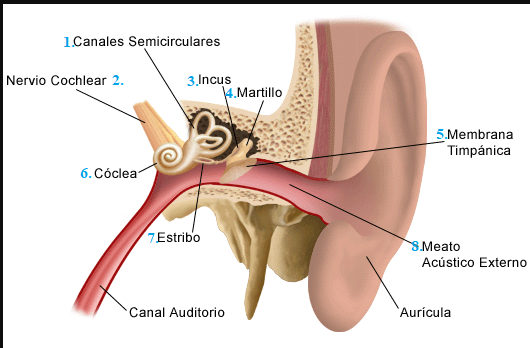 1. Canales Semicirculares
Nervio Cochlear 2.
3. Incus
4. Martillo
5. Membrana
Timpánica
6. Cóclea
7. Estribo
8. Meato
Acústico Externo
Canal Auditorio
Aurícula